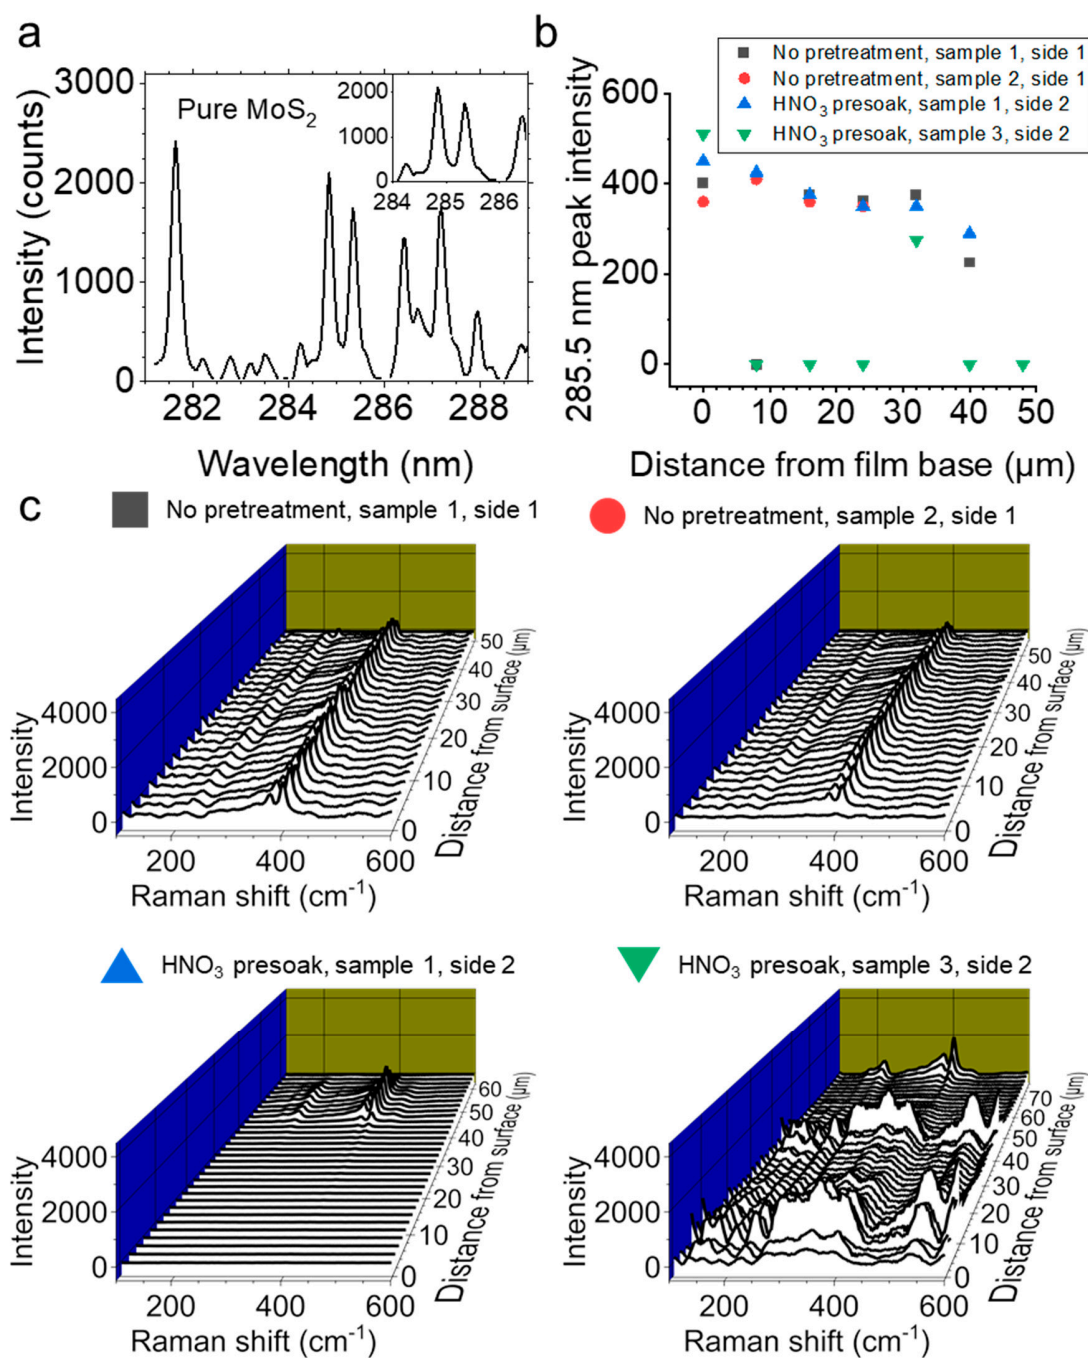 a
Intensity (counts)
3000
2000
1000
0
Pure MoS2
2000
1000
0
284 285 286
282 284 286 288
Wavelength (nm)
b
285.5 nm peak intensity
No pretreatment, sample 1, side 1
No pretreatment, sample 2, side 1
HNO3 presoak, sample 1, side 2
HNO3 presoak, sample 3, side 2
600
400
200
0
0 10 20 30 40 50
Distance from film base (µm)
c
No pretreatment, sample 1, side 1
Intensity
4000
2000
0
200 400 600
Raman shift (cm-1)
50
40
30
20
10
0
Distance from surface (µm)
No pretreatment, sample 2, side 1
Intensity
4000
2000
0
200 400 600
Raman shift (cm-1)
50
40
30
20
10
0
Distance from surface (µm)
HNO3 presoak, sample 1, side 2
Intensity
4000
2000
0
200 400 600
Raman shift (cm-1)
60
50
40
30
20
10
0
Distance from surface (µm)
HNO3 presoak, sample 3, side 2
Intensity
4000
2000
0
200 400 600
Raman shift (cm-1)
70
60
50
40
30
20
10
0
Distance from surface (µm)